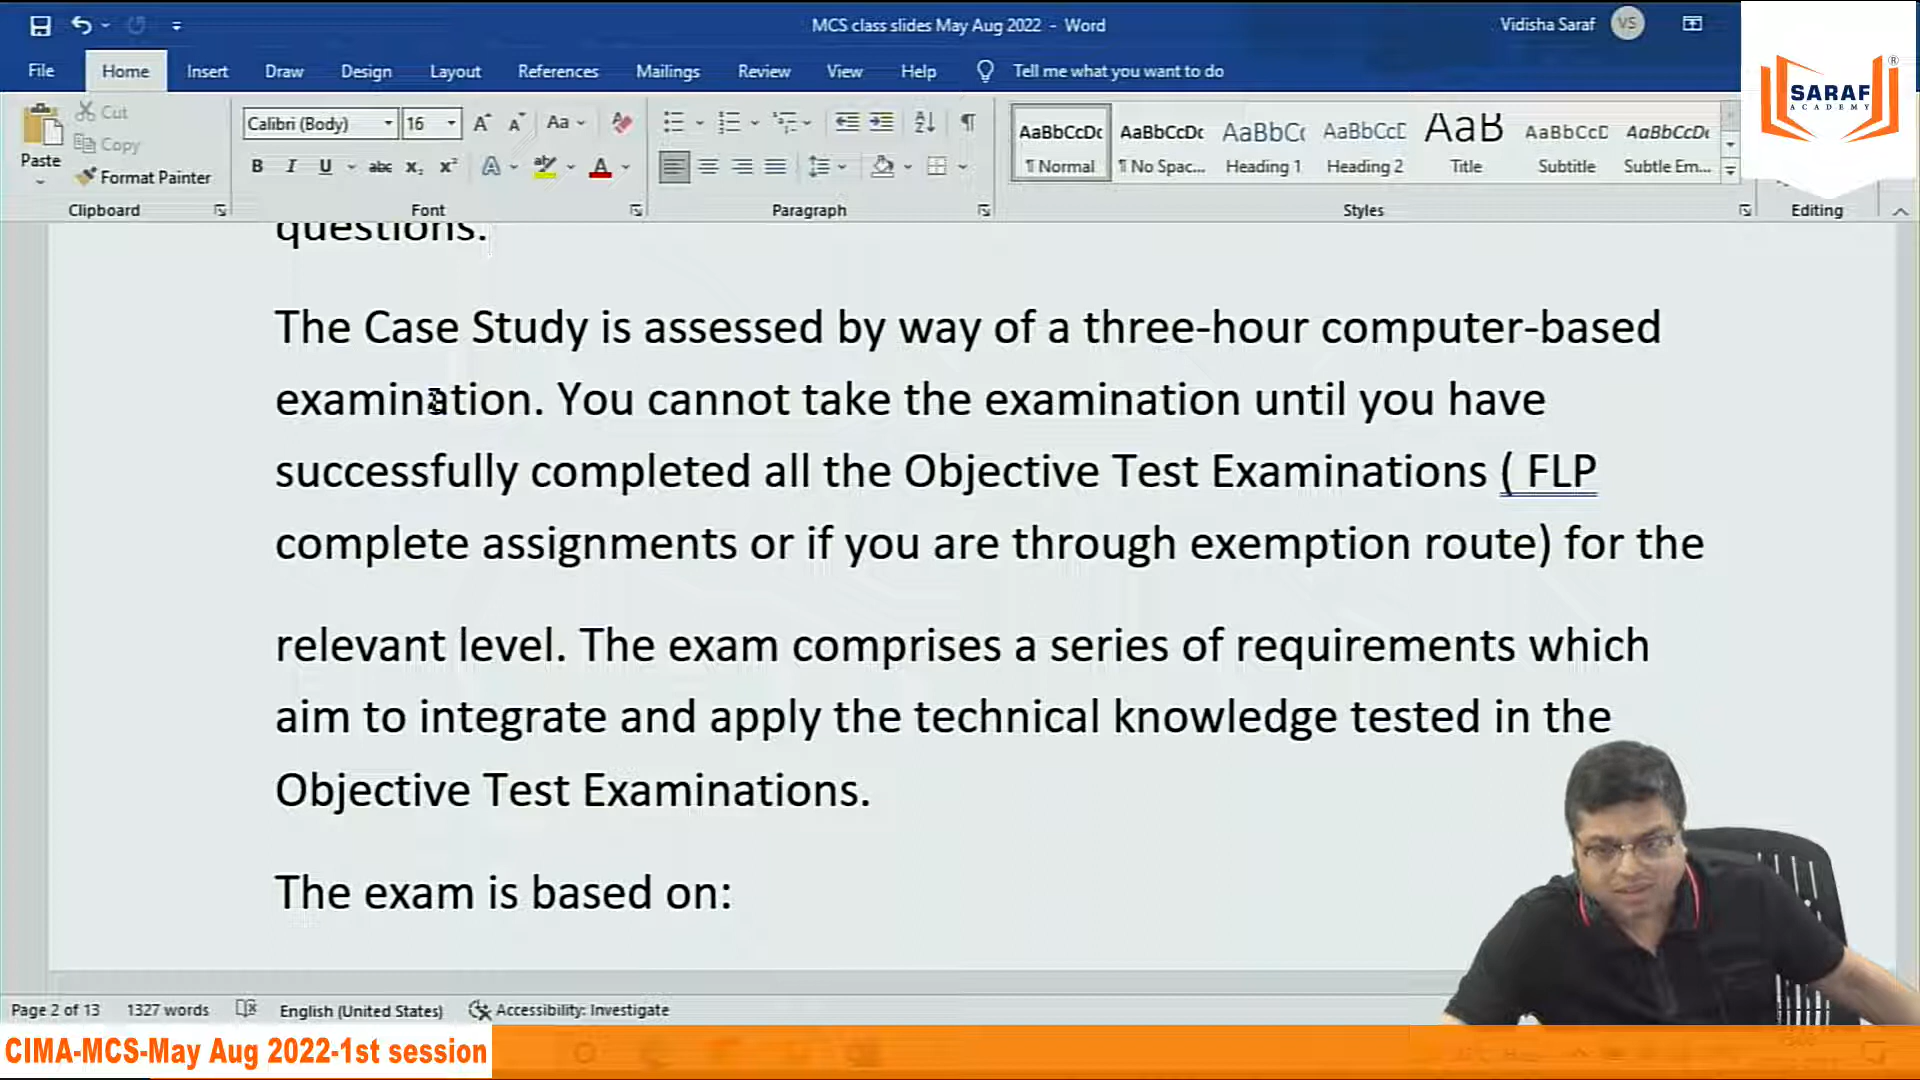 MCS class slides May Aug 2022 - Word
Vidisha Saraf
VS
File
Home
Insert
Draw
Design
Layout
References
Mailings
Review
View
Help
Tell me what you want to do
SARAF
ACADEMY
®
Paste
Cut
Copy
Format Painter
Clipboard
Calibri (Body)
16
Font
Paragraph
AaBbCcDc
¶ Normal
AaBbCcDc
¶ No Spac...
AaBbCc
Heading 1
AaBbCcD
Heading 2
AaB
Title
AaBbCcD
Subtitle
AaBbCcDc
Subtle Em...
Styles
Editing
questions.
The Case Study is assessed by way of a three-hour computer-based
examination. You cannot take the examination until you have
successfully completed all the Objective Test Examinations ( FLP
complete assignments or if you are through exemption route) for the
relevant level. The exam comprises a series of requirements which
aim to integrate and apply the technical knowledge tested in the
Objective Test Examinations.
The exam is based on:
Page 2 of 13
1327 words
English (United States)
Accessibility: Investigate
CIMA-MCS-May Aug 2022-1st session